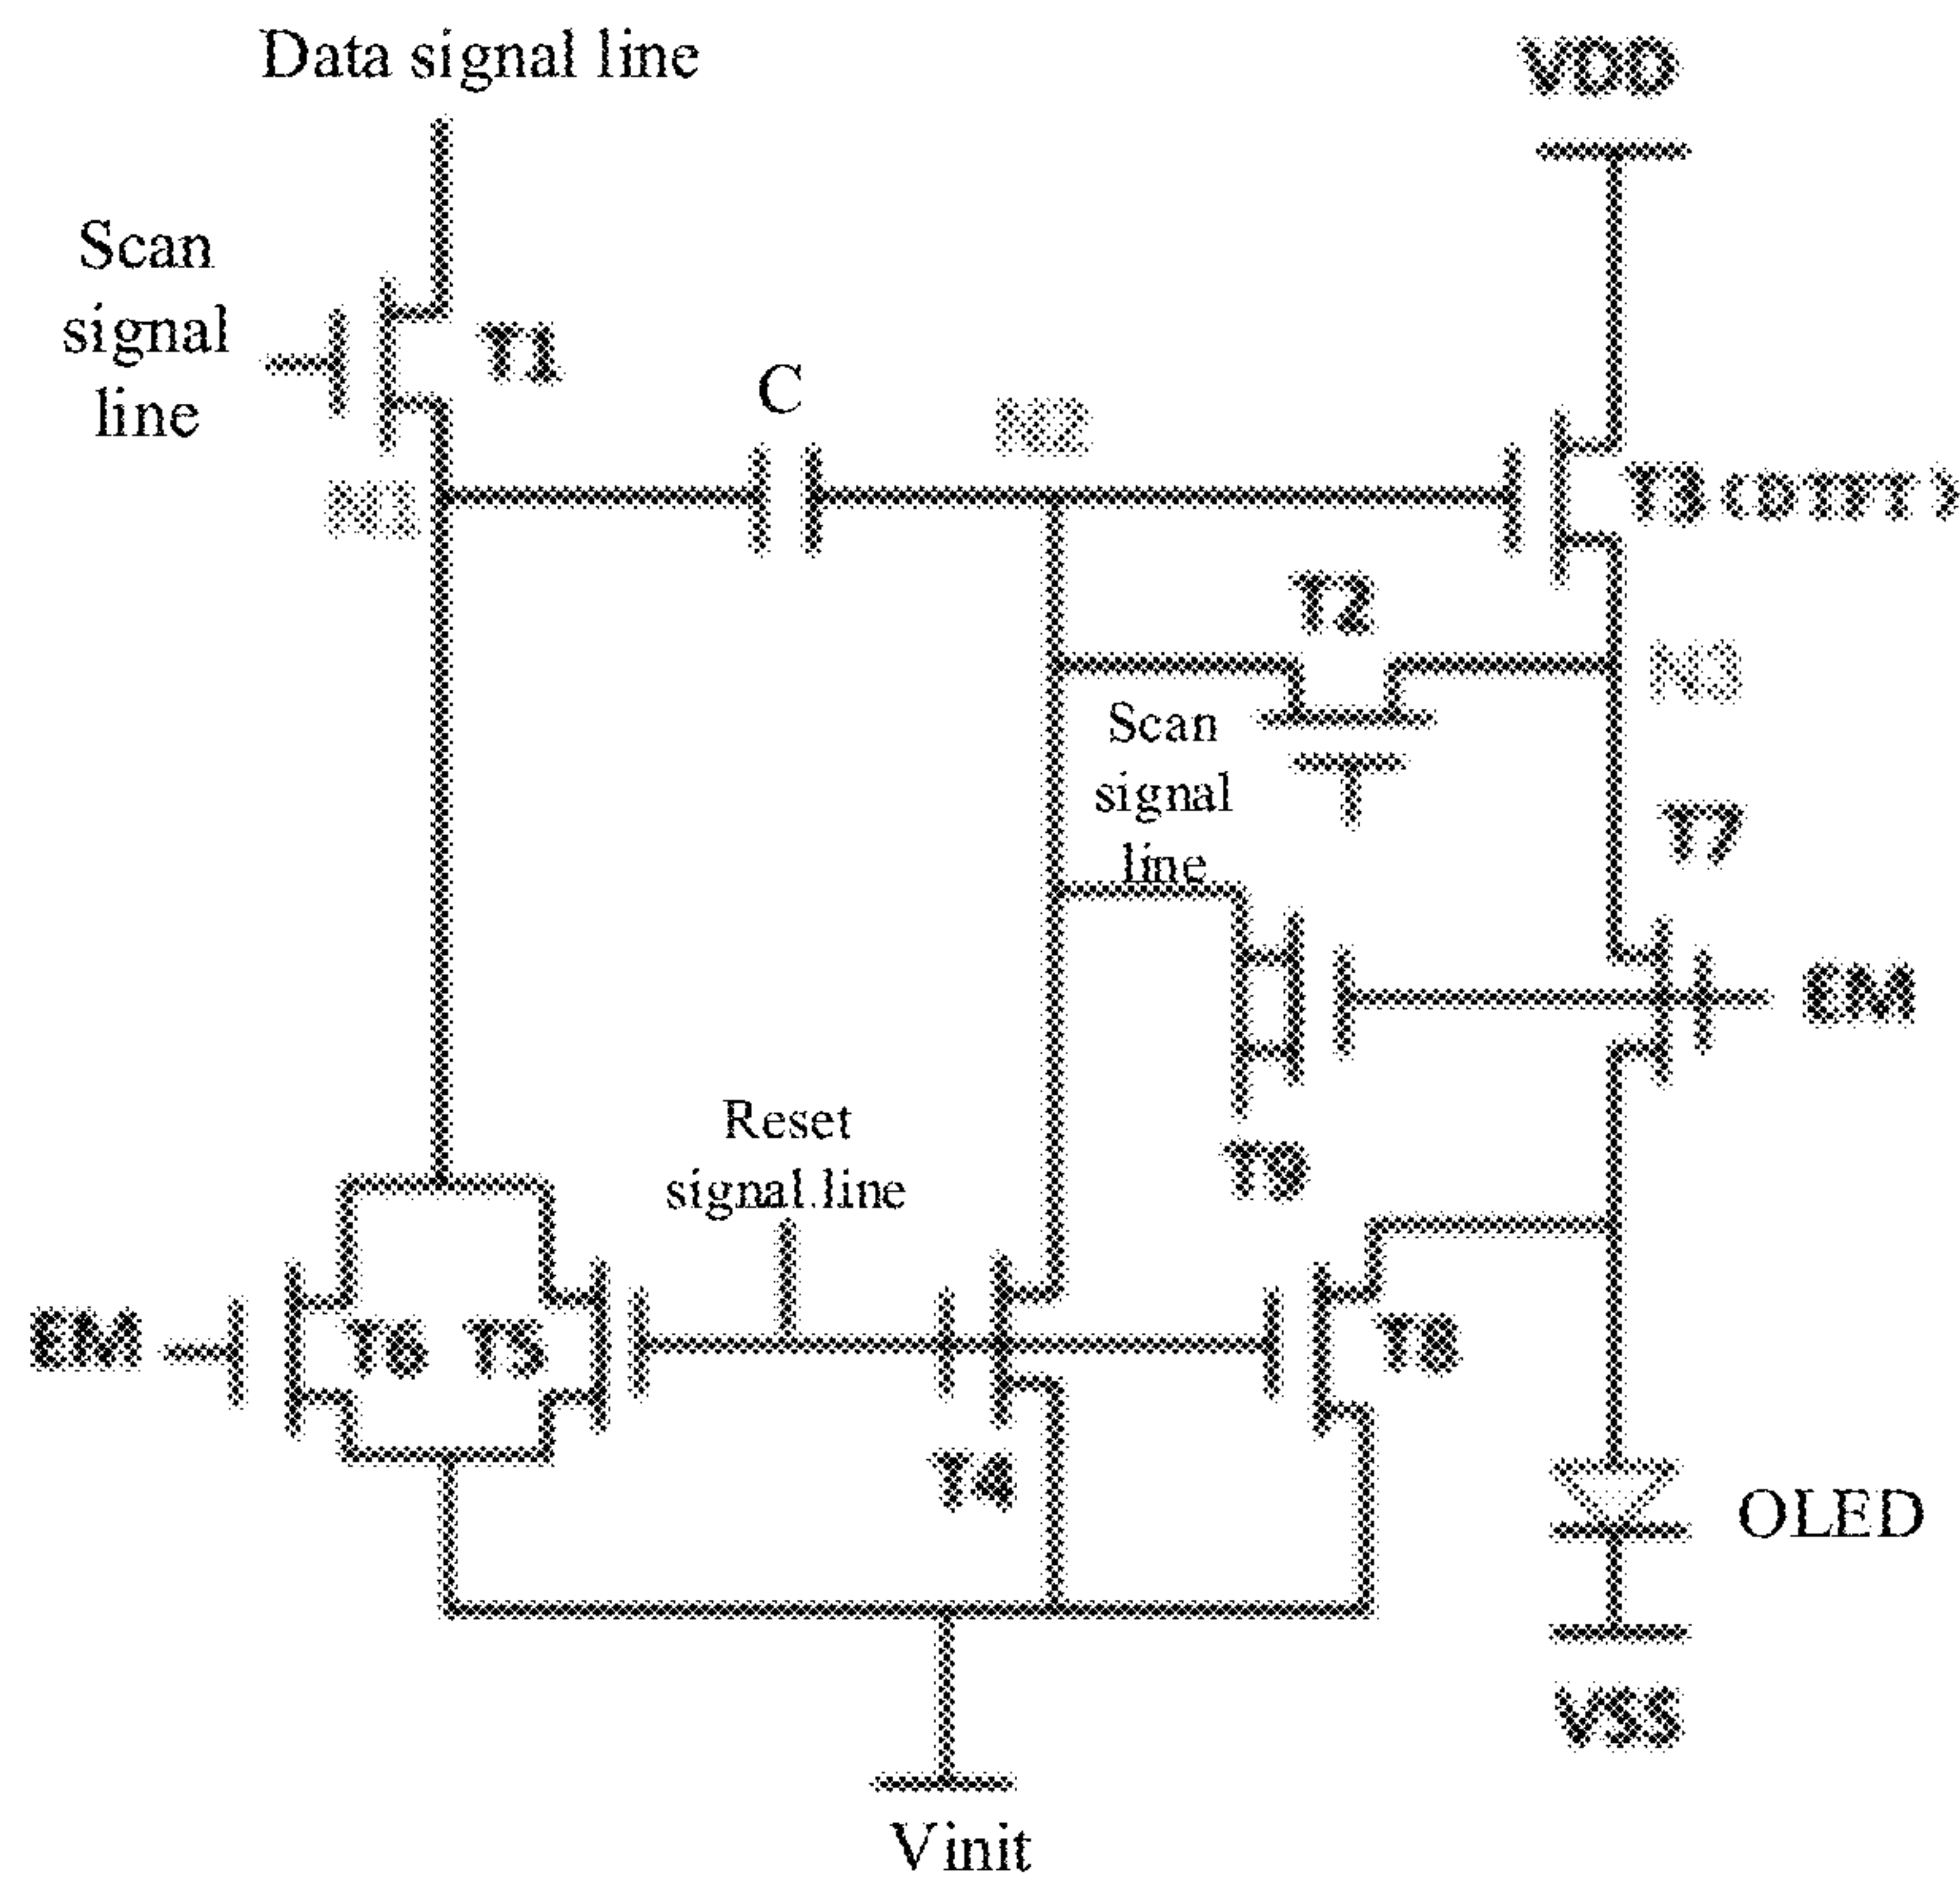 Data signal line
VDD
Scan
signal
line
T1
C
N2
N1
T3 (DTFT)
T2
N3
Scan
signal
line
T7
EM
Reset
signal line
T9
EM
T6
T5
T8
T4
OLED
VSS
Vinit